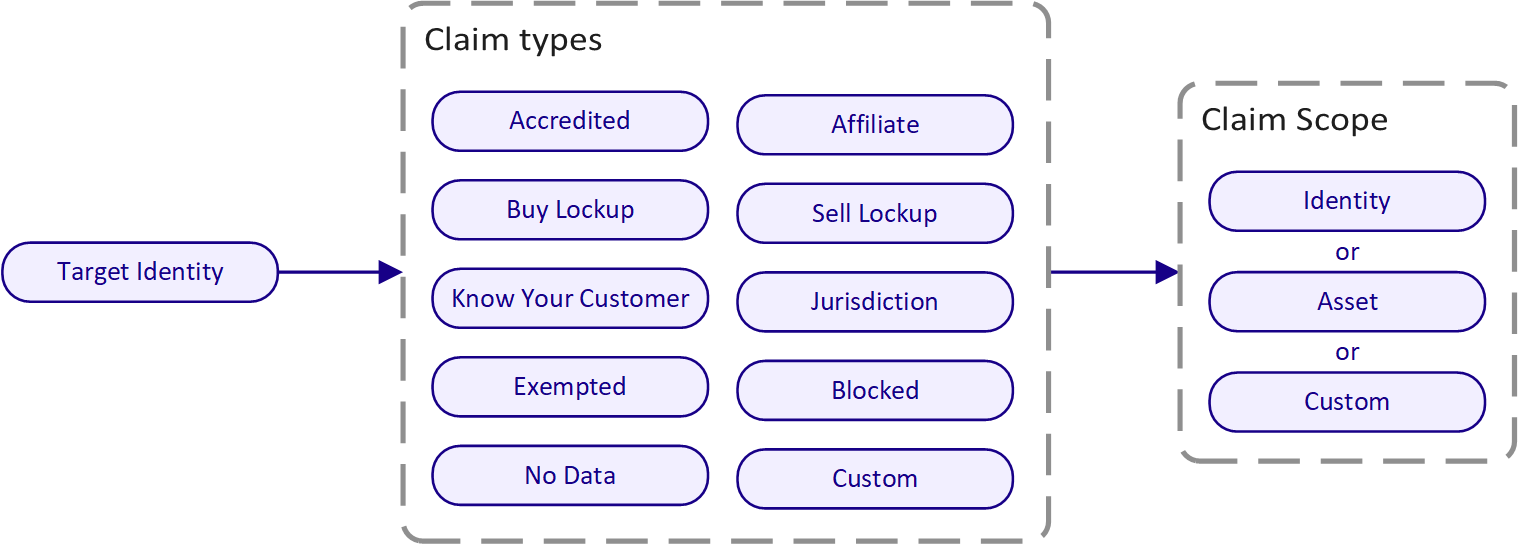 Target Identity
Claim types
Accredited
Affiliate
Buy Lockup
Sell Lockup
Know Your Customer
Jurisdiction
Exempted
Blocked
No Data
Custom
Claim Scope
Identity
or
Asset
or
Custom